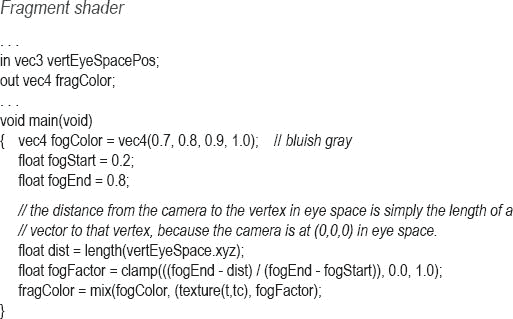 Fragment shader
. . .
in vec3 vertEyeSpacePos;
out vec4 fragColor;
. . .
void main(void)
{ vec4 fogColor = vec4(0.7, 0.8, 0.9, 1.0); // bluish gray
float fogStart = 0.2;
float fogEnd = 0.8;
// the distance from the camera to the vertex in eye space is simply the length of a
// vector to that vertex, because the camera is at (0,0,0) in eye space.
float dist = length(vertEyeSpace.xyz);
float fogFactor = clamp(((fogEnd - dist) / (fogEnd - fogStart)), 0.0, 1.0);
fragColor = mix(fogColor, (texture(t,tc), fogFactor);
}